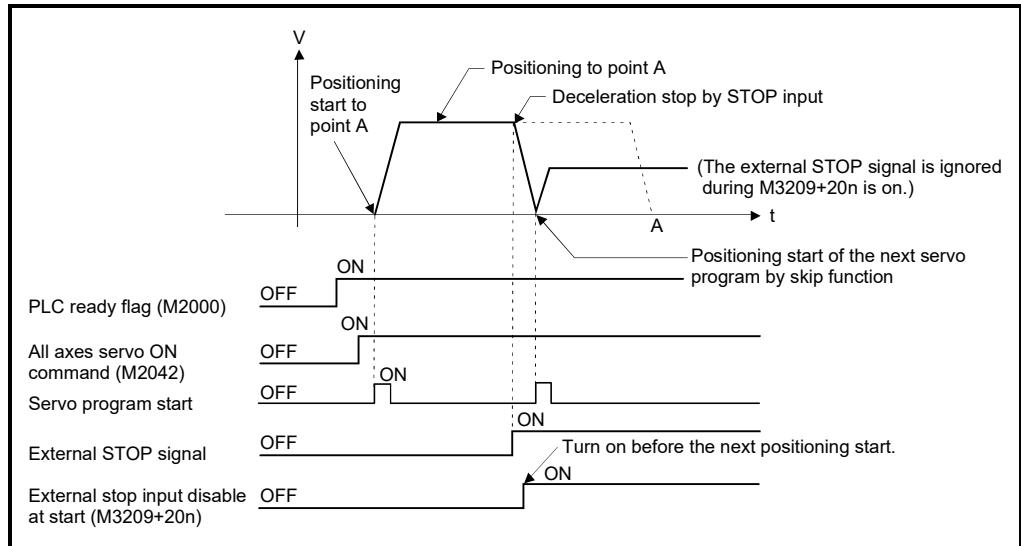 V
Positioning
start to
point A
Positioning to point A
Deceleration stop by STOP input
(The external STOP signal is ignored
during M3209+20n is on.)
t
A
Positioning start of the next servo
program by skip function
ON
OFF
PLC ready flag (M2000)
ON
OFF
All axes servo ON
command (M2042)
ON
OFF
Servo program start
ON
OFF
External STOP signal
Turn on before the next positioning start.
ON
OFF
External stop input disable
at start (M3209+20n)